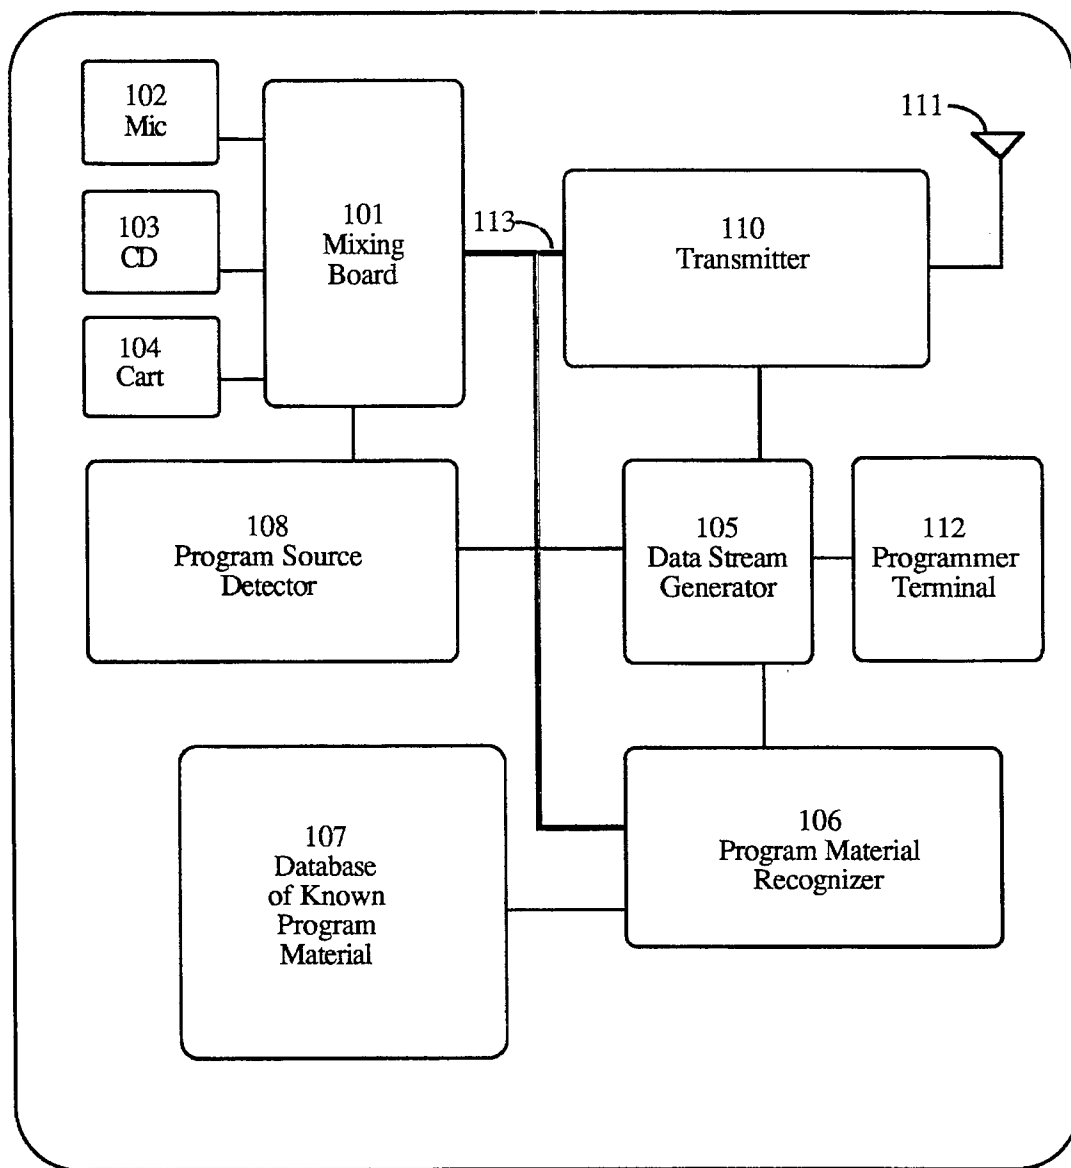 102
Mic
103
CD
104
Cart
101
Mixing
Board
113
110
Transmitter
111
108
Program Source
Detector
105
Data Stream
Generator
112
Programmer
Terminal
107
Database
of Known
Program
Material
106
Program Material
Recognizer